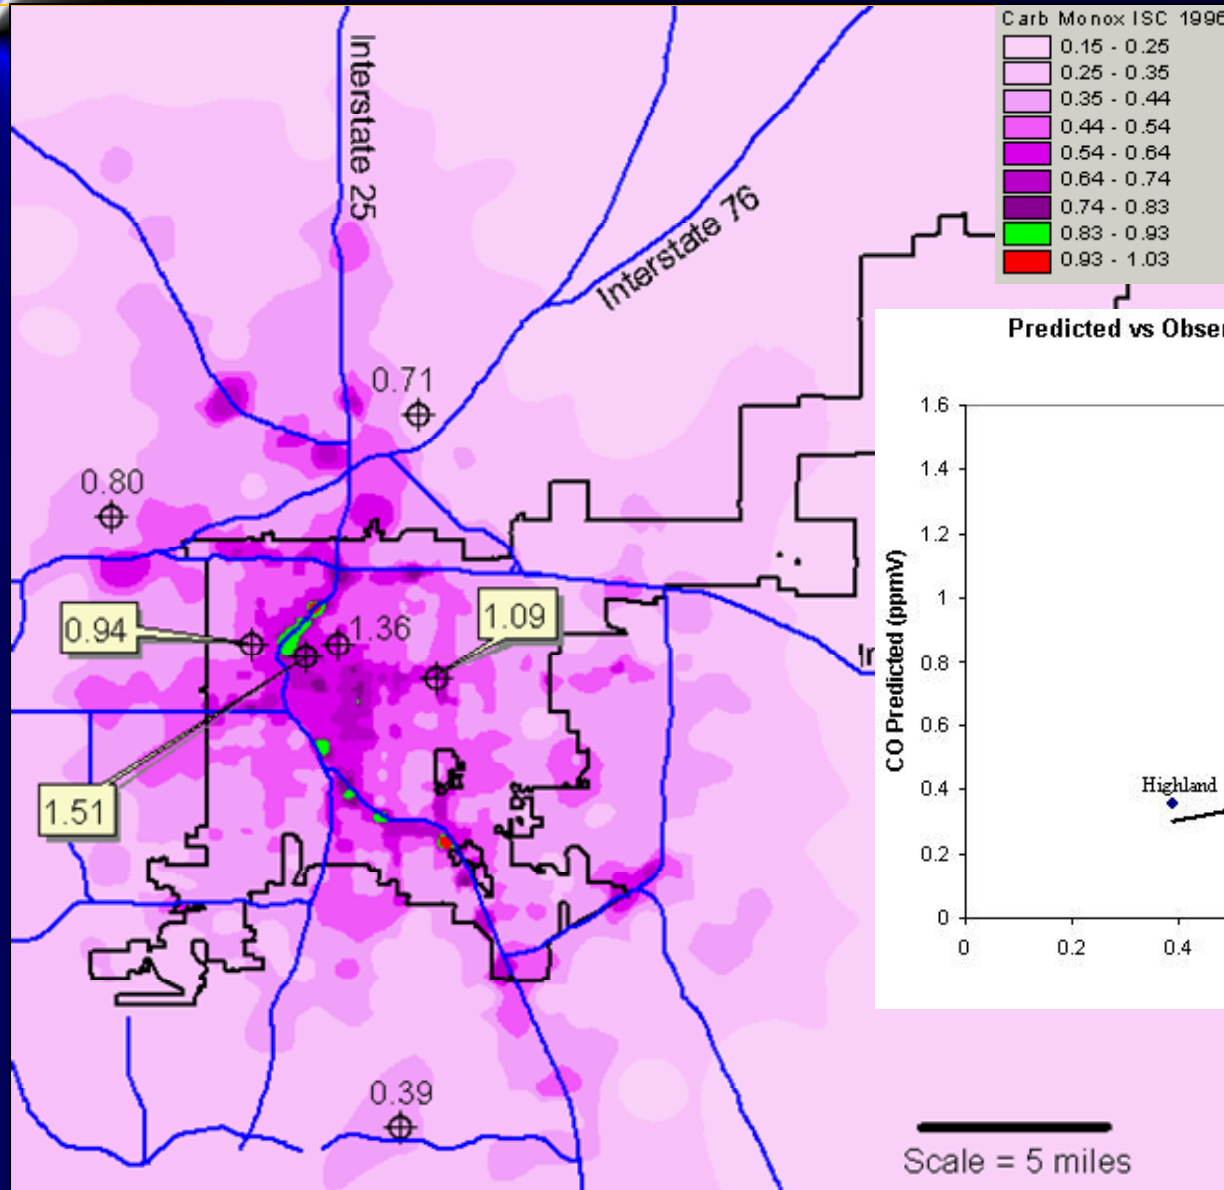 Carb Monox ISC 1996
0.15 - 0.25
0.25 - 0.35
0.35 - 0.44
0.44 - 0.54
0.54 - 0.64
0.64 - 0.74
0.74 - 0.83
0.83 - 0.93
0.93 - 1.03
Interstate 25
Interstate 76
0.71
0.80
0.94
1.36
1.09
1.51
0.39
Scale = 5 miles
Predicted vs Obser
CO Predicted (ppmV)
1.6
1.4
1.2
1
0.8
0.6
0.4
0.2
0
Highland
0
0.2
0.4